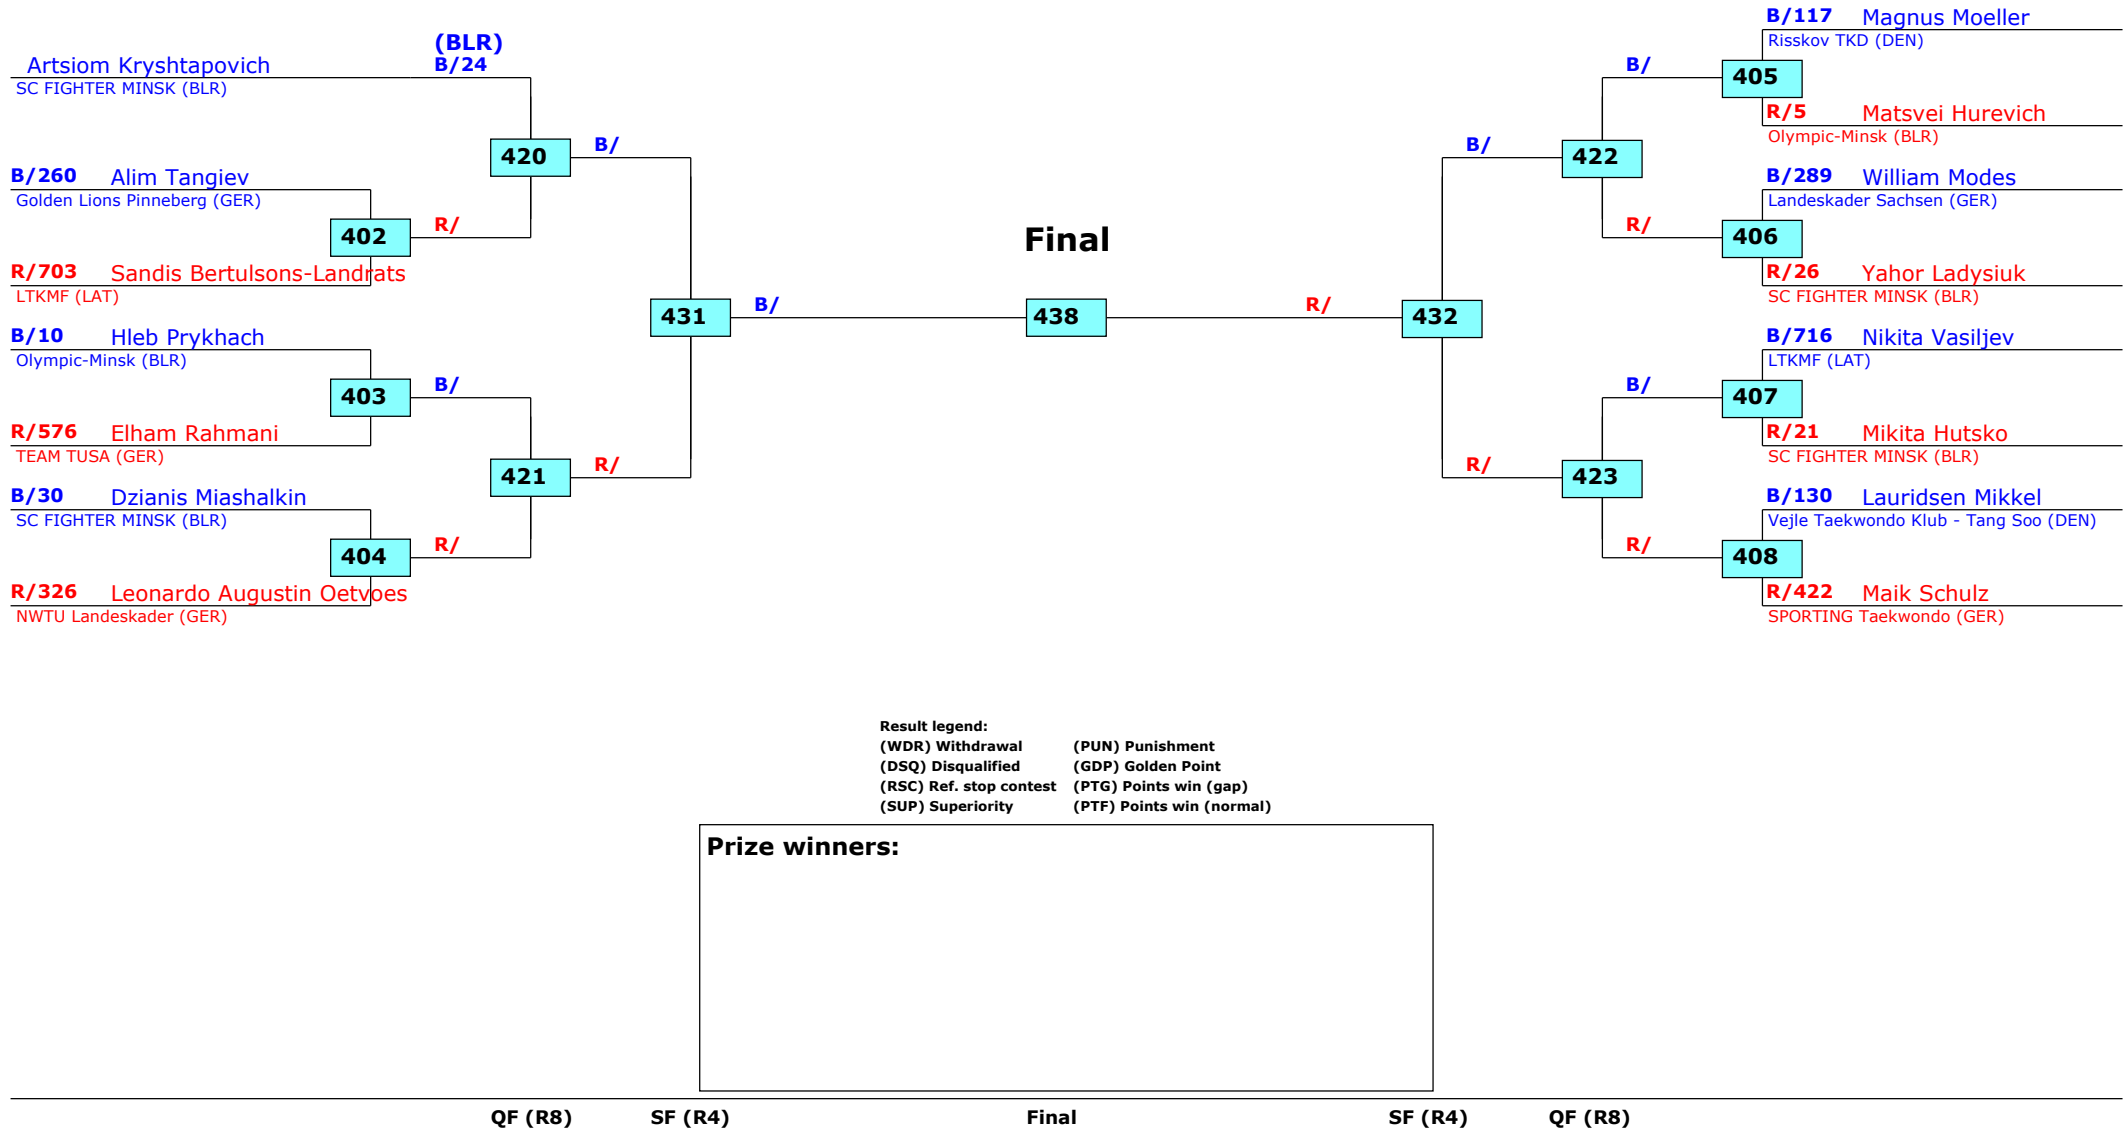 (BLR)
Artsiom Kryshtapovich B/24
SC FIGHTER MINSK (BLR)
420 B/
B/260 Alim Tangiev
Golden Lions Pinneberg (GER)
402 R/
R/703 Sandis Bertulsons-Landrats
LTKMF (LAT)
431 B/
B/10 Hleb Prykhach
Olympic-Minsk (BLR)
403 B/
R/576 Elham Rahmani
TEAM TUSA (GER)
421 R/
B/30 Dzianis Miashalkin
SC FIGHTER MINSK (BLR)
404 R/
R/326 Leonardo Augustin Oetvoes
NWTU Landeskader (GER)
Final
438
B/117 Magnus Moeller
Risskov TKD (DEN)
B/ 405
R/5 Matsvei Hurevich
Olympic-Minsk (BLR)
B/ 422
B/289 William Modes
Landeskader Sachsen (GER)
R/ 406
R/26 Yahor Ladysiuk
SC FIGHTER MINSK (BLR)
R/ 432
B/716 Nikita Vasiljev
LTKMF (LAT)
B/ 407
R/21 Mikita Hutsko
SC FIGHTER MINSK (BLR)
R/ 423
B/130 Lauridsen Mikkel
Vejle Taekwondo Klub - Tang Soo (DEN)
R/ 408
R/422 Maik Schulz
SPORTING Taekwondo (GER)
Result legend:
(WDR) Withdrawal (PUN) Punishment
(DSQ) Disqualified (GDP) Golden Point
(RSC) Ref. stop contest (PTG) Points win (gap)
(SUP) Superiority (PTF) Points win (normal)
Prize winners:
QF (R8) SF (R4) Final SF (R4) QF (R8)